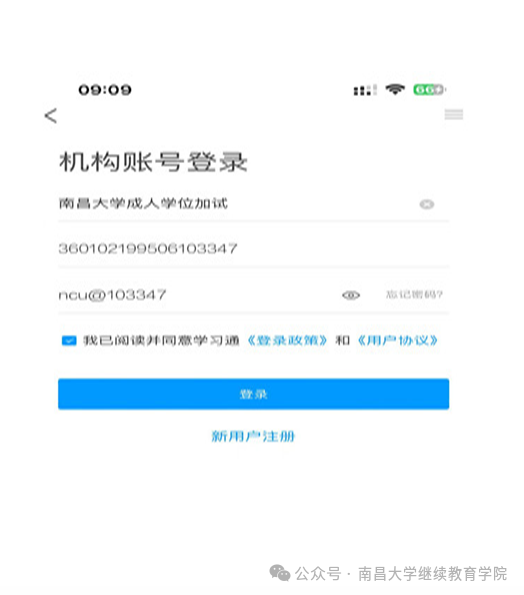 09:09
66
机构账号登录
南昌大学成人学位加试
360102199506103347
ncu@103347 忘记密码?
我已阅读并同意学习通《登录政策》和《用户协议》
登录
新用户注册
公众号 · 南昌大学继续教育学院